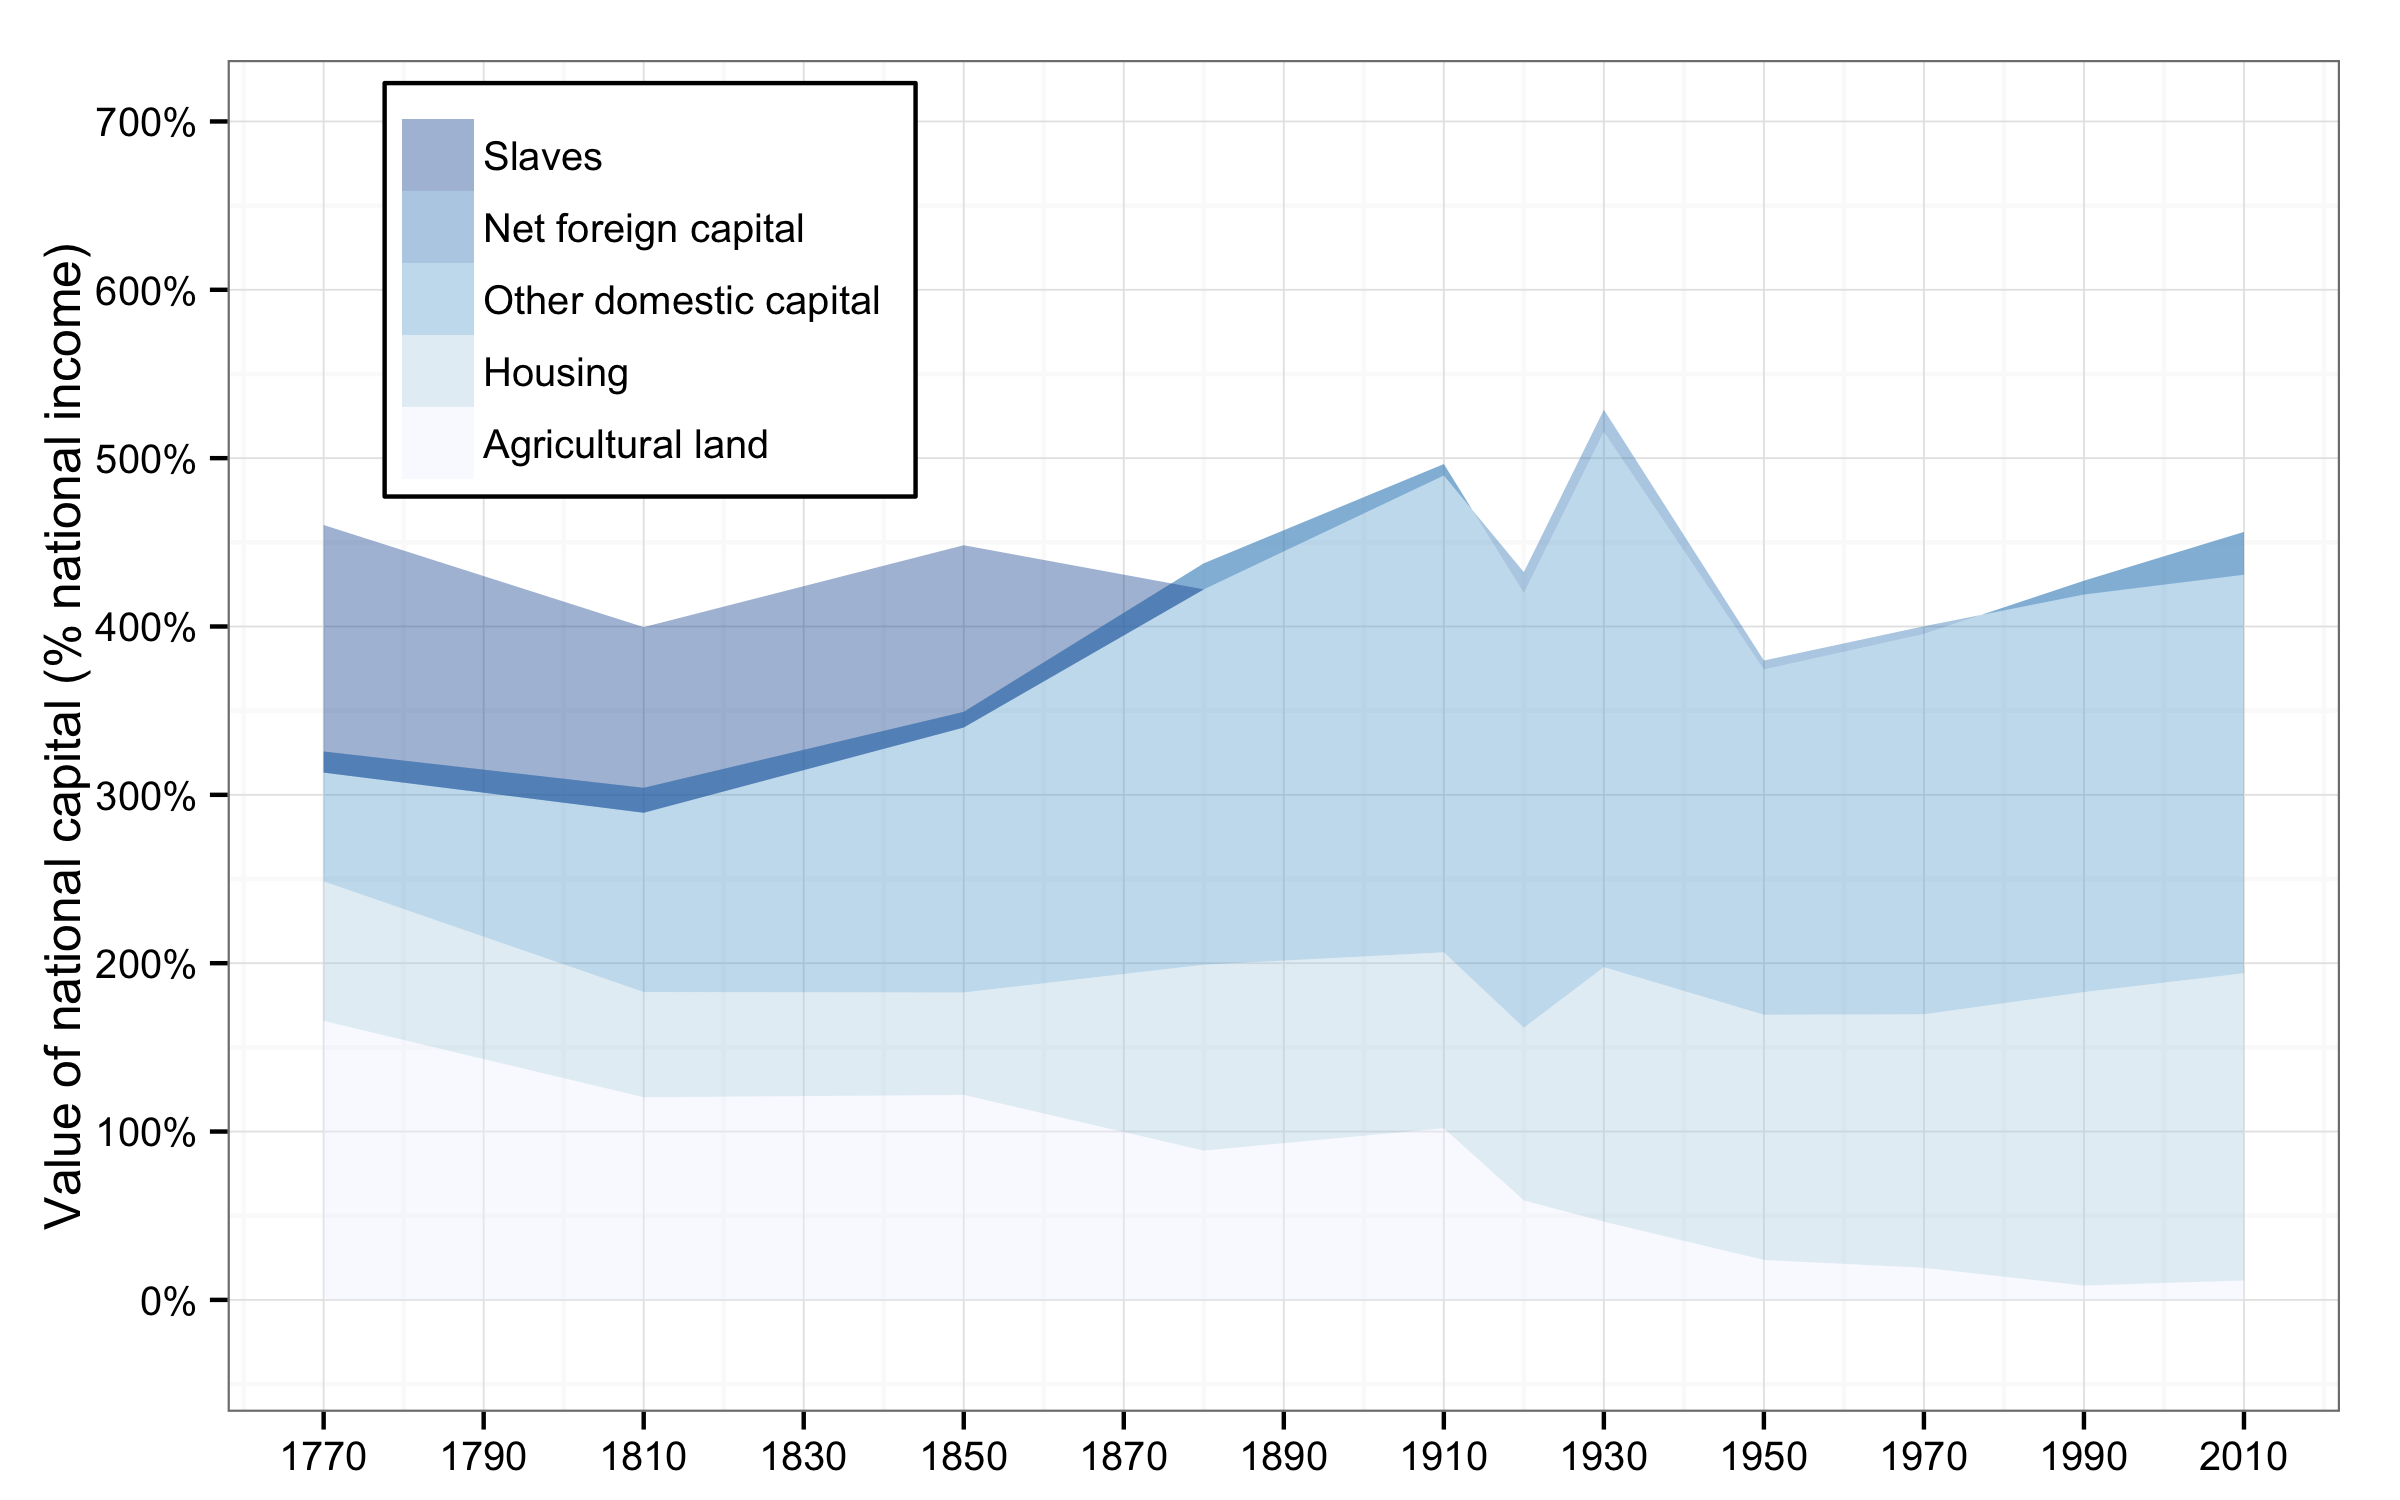 Value of national capital (% national income)
700%
600%
500%
400%
300%
200%
100%
0%
Slaves
Net foreign capital
Other domestic capital
Housing
Agricultural land
1770 1790 1810 1830 1850 1870 1890 1910 1930 1950 1970 1990 2010